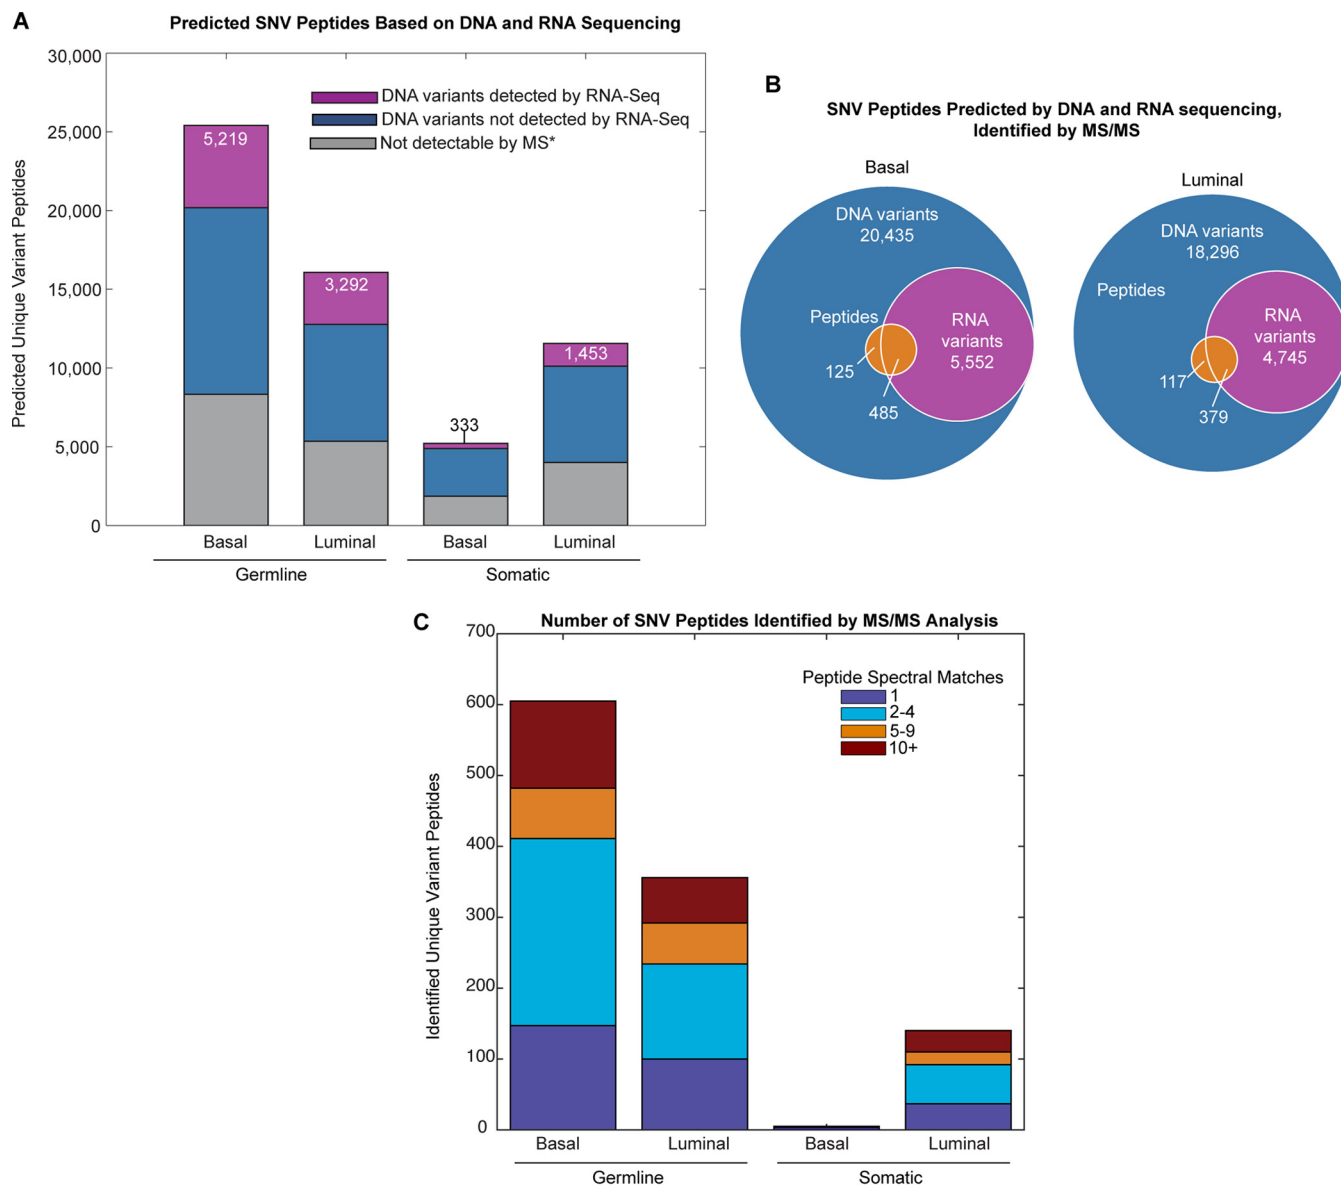 A
Predicted SNV Peptides Based on DNA and RNA Sequencing
Predicted Unique Variant Peptides
30,000
25,000
20,000
15,000
10,000
5,000
0
DNA variants detected by RNA-Seq
DNA variants not detected by RNA-Seq
Not detectable by MS*
5,219
3,292
333
1,453
Basal
Luminal
Basal
Luminal
Germline
Somatic
B
SNV Peptides Predicted by DNA and RNA sequencing,
Identified by MS/MS
Basal
DNA variants
20,435
Peptides
RNA
variants
5,552
125
485
Luminal
DNA variants
18,296
Peptides
RNA
variants
4,745
117
379
C
Number of SNV Peptides Identified by MS/MS Analysis
Identified Unique Variant Peptides
700
600
500
400
300
200
100
0
Peptide Spectral Matches
1
2-4
5-9
10+
Basal
Luminal
Basal
Luminal
Germline
Somatic